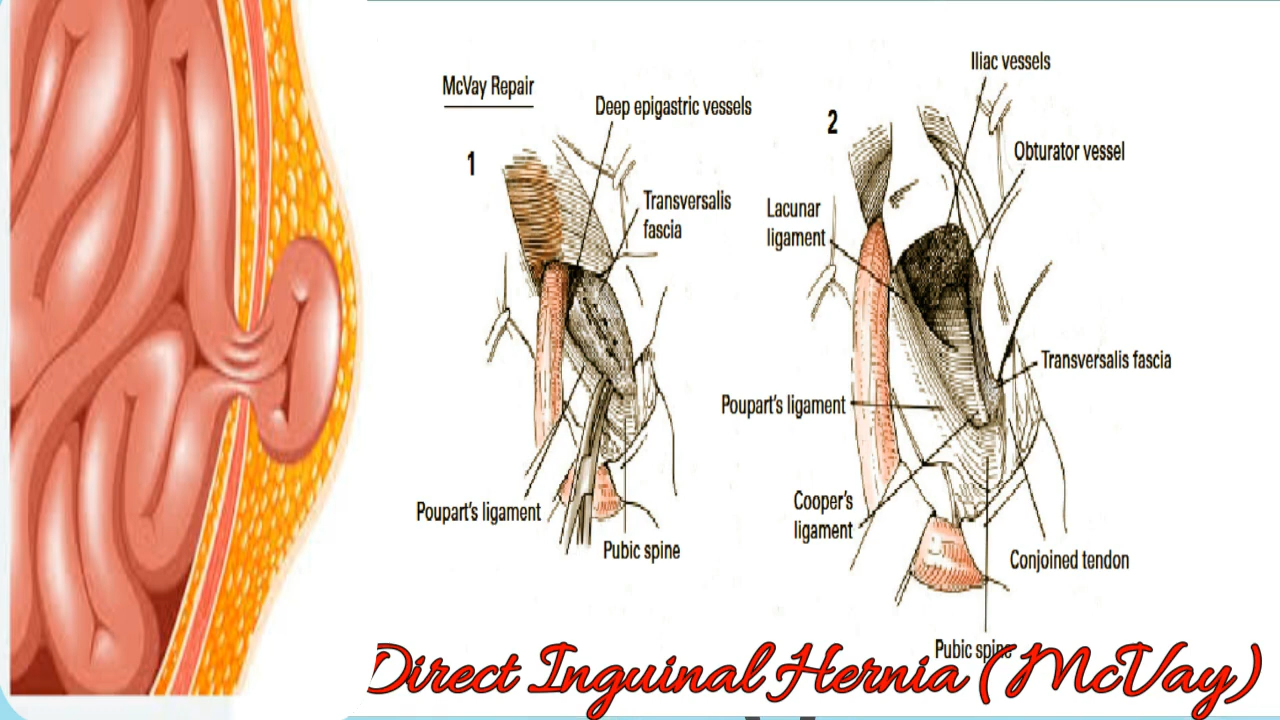 McVay Repair
1
Deep epigastric vessels
Transversalis
fascia
Poupart's ligament
Pubic spine
2
Iliac vessels
Obturator vessel
Lacunar
ligament
Transversalis fascia
Poupart's ligament
Cooper's
ligament
Conjoined tendon
Pubic spine
Direct Inguinal Hernia (McVay)